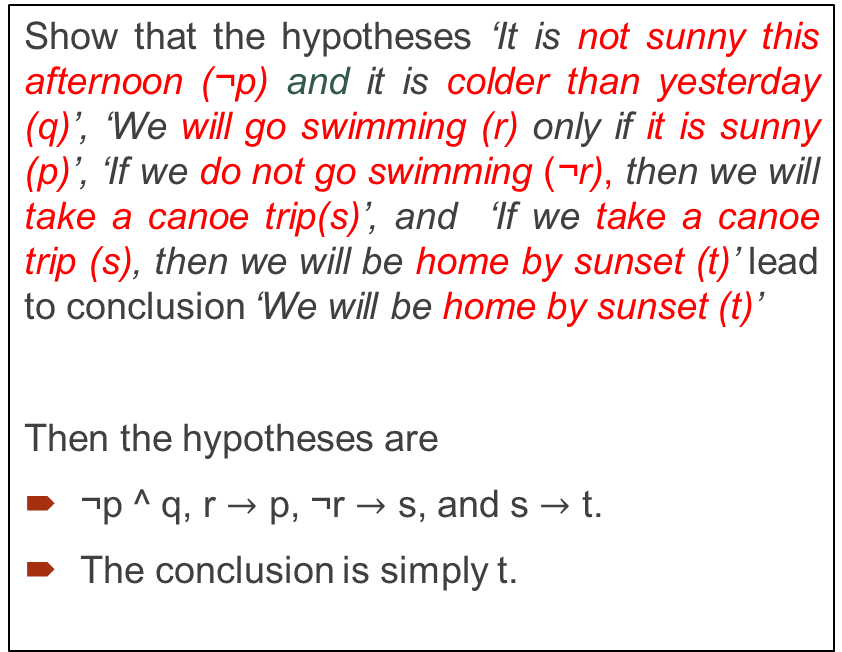 Show that the hypotheses ‘It is not sunny this
afternoon (¬p) and it is colder than yesterday
(q)’, ‘We will go swimming (r) only if it is sunny
(p)’, ‘If we do not go swimming (¬r), then we will
take a canoe trip(s)’, and ‘If we take a canoe
trip (s), then we will be home by sunset (t)’ lead
to conclusion ‘We will be home by sunset (t)’
Then the hypotheses are
¬p ^ q, r → p, ¬r → s, and s → t.
The conclusion is simply t.